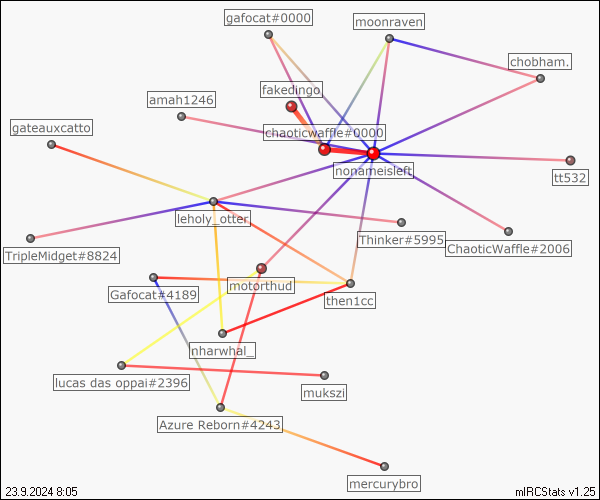 gafocat#0000
moonraven
chobham.
fakedingo.
amah1246
gateauxcatto
chaoticwaffle#0000
nonameisleft
tt532
leholy_otter.
Thinker#5995
ChaoticWaffle#2006
TripleMidget#8824
motorthud
Gafocat#4189
then1cc
nharwhal_
lucas das oppai#2396
mukszi
Azure Reborn#4243
mercurybro
23.9.2024 8:05
mIRCStats v1.25